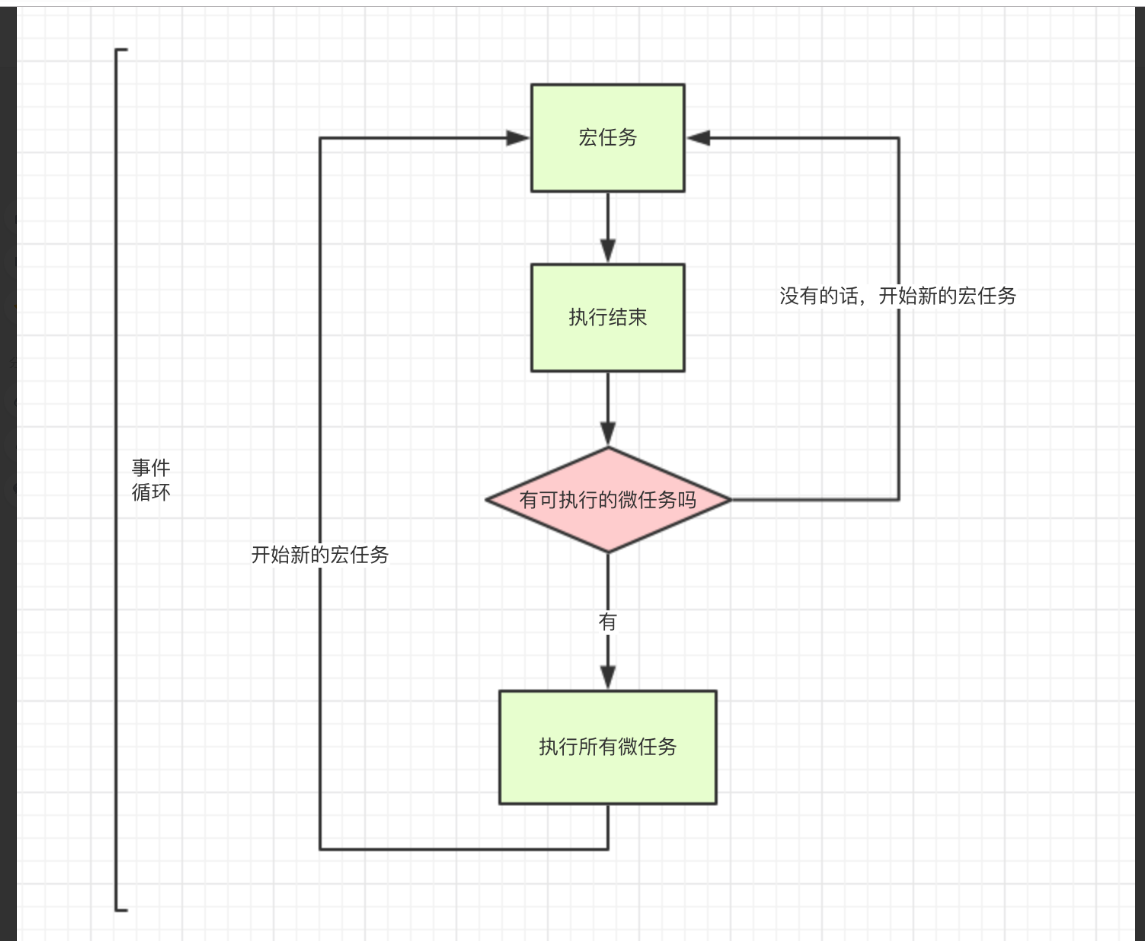 宏任务
执行结束
没有的话，开始新的宏任务
事件
循环
有可执行的微任务吗
开始新的宏任务
有
执行所有微任务